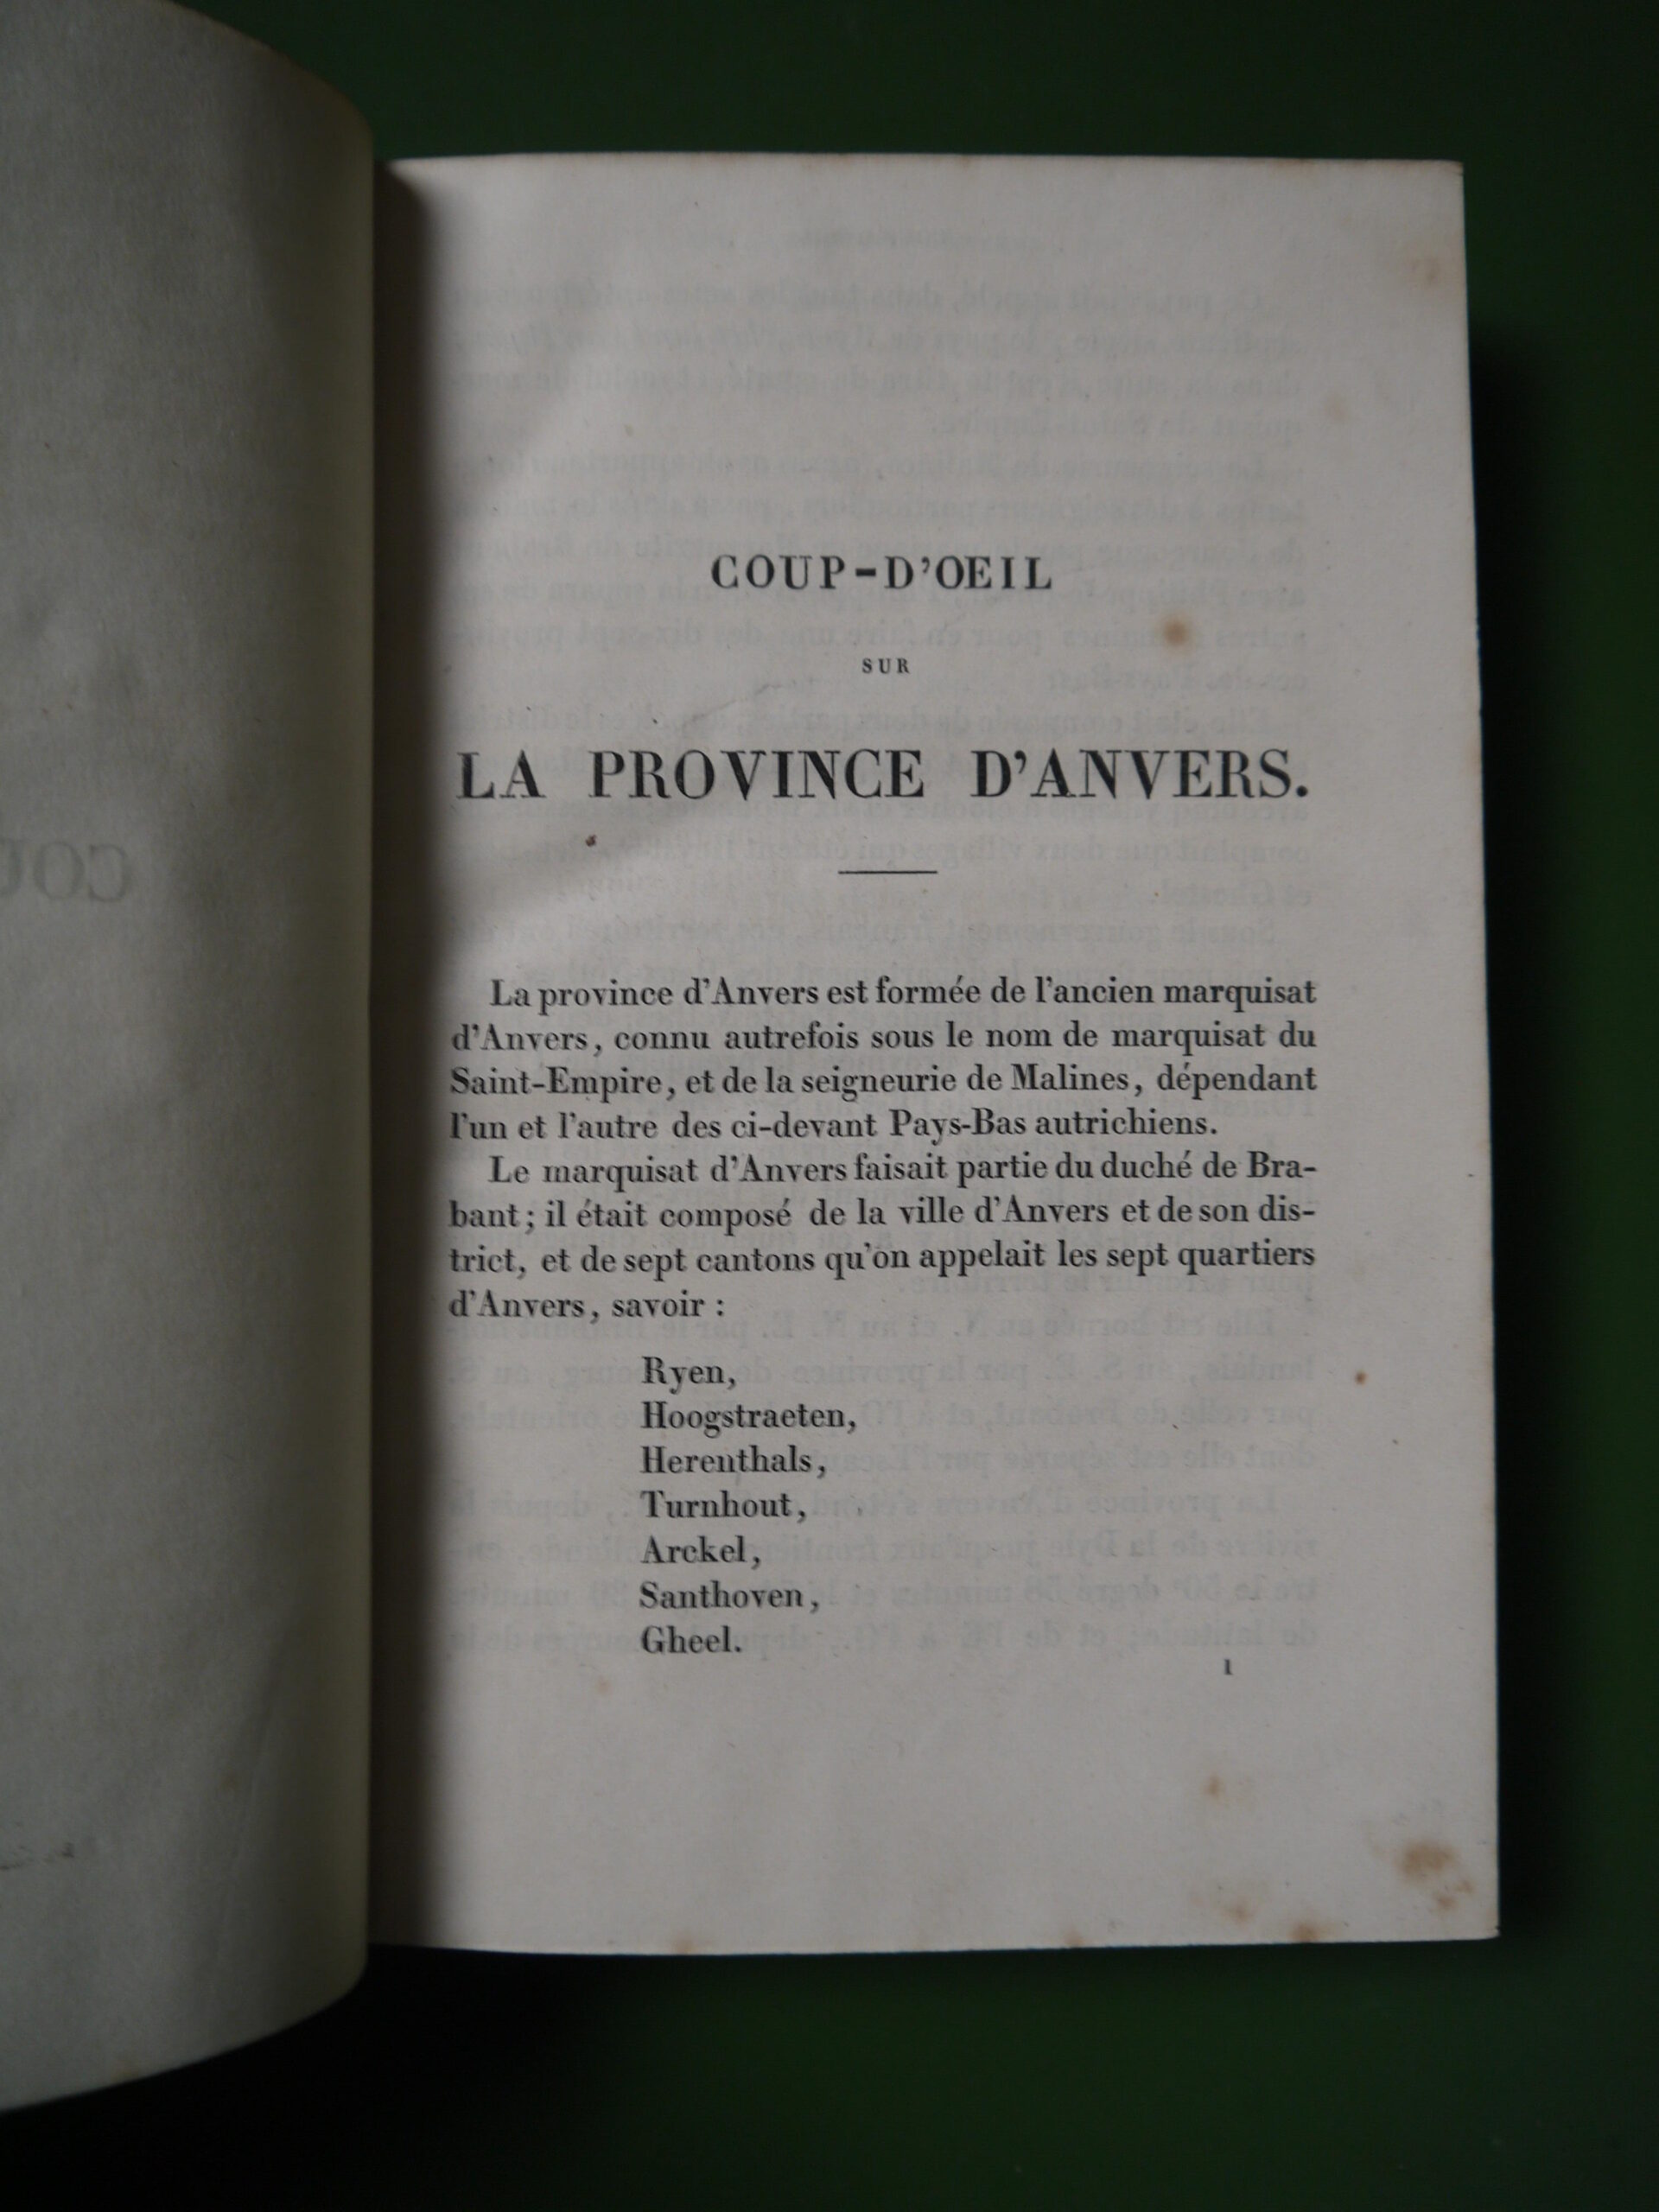 COUP-D'OEIL
SUR
LA PROVINCE D'ANVERS.
La province d'Anvers est formée de l'ancien marquisat
d'Anvers, connu autrefois sous le nom de marquisat du
Saint-Empire, et de la seigneurie de Malines, dépendant
l'un et l'autre des ci-devant Pays-Bas autrichiens.
Le marquisat d'Anvers faisait partie du duché de Bra-
bant; il était composé de la ville d'Anvers et de son dis-
trict, et de sept cantons qu'on appelait les sept quartiers
d'Anvers, savoir :
Ryen,
Hoogstraeten,
Herenthals,
Turnhout,
Arckel,
Santhoven,
Gheel.
1